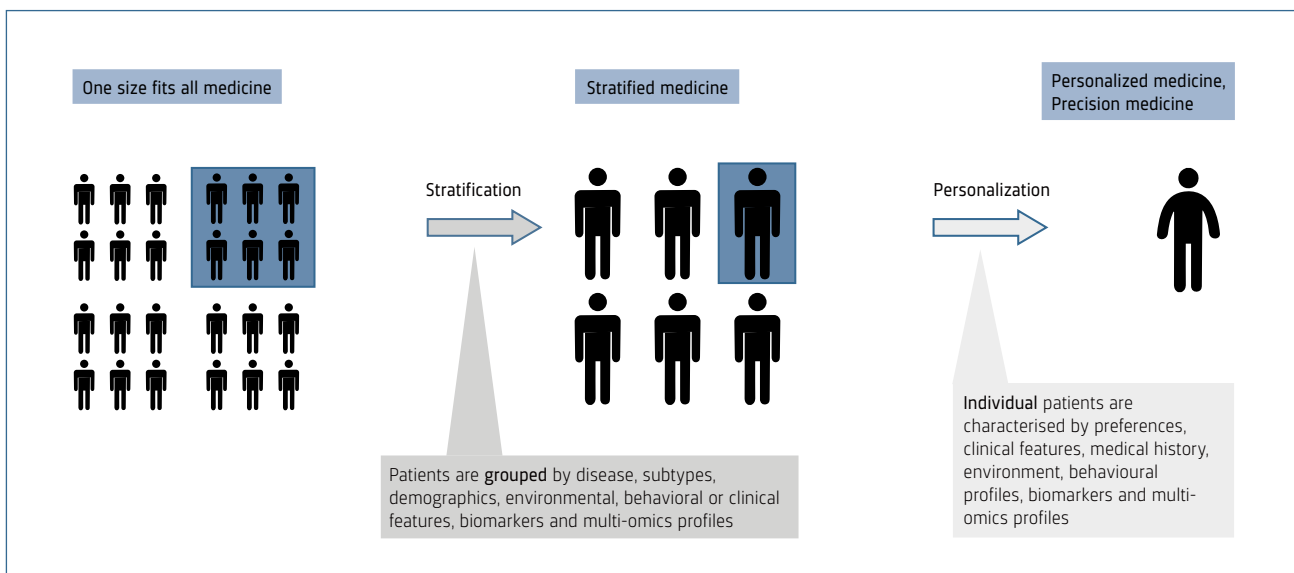 One size fits all medicine
Stratified medicine
Personalized medicine,
Precision medicine
Stratification
Personalization
Patients are grouped by disease, subtypes,
demographics, environmental, behavioral or clinical
features, biomarkers and multi-omics profiles
Individual patients are
characterised by preferences,
clinical features, medical history,
environment, behavioural
profiles, biomarkers and multi-
omics profiles